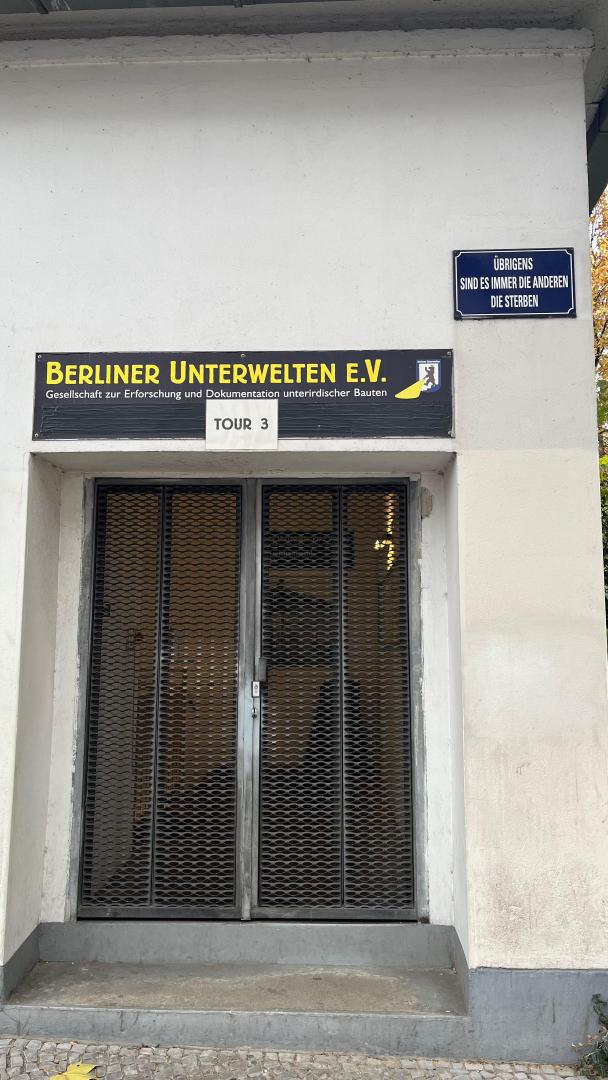 ÜBRIGENS
SIND ES IMMER DIE ANDEREN
DIE STERBEN
BERLINER UNTERWELTEN E.V.
Gesellschaft zur Erforschung und Dokumentation unterirdischer Bauten
TOUR 3